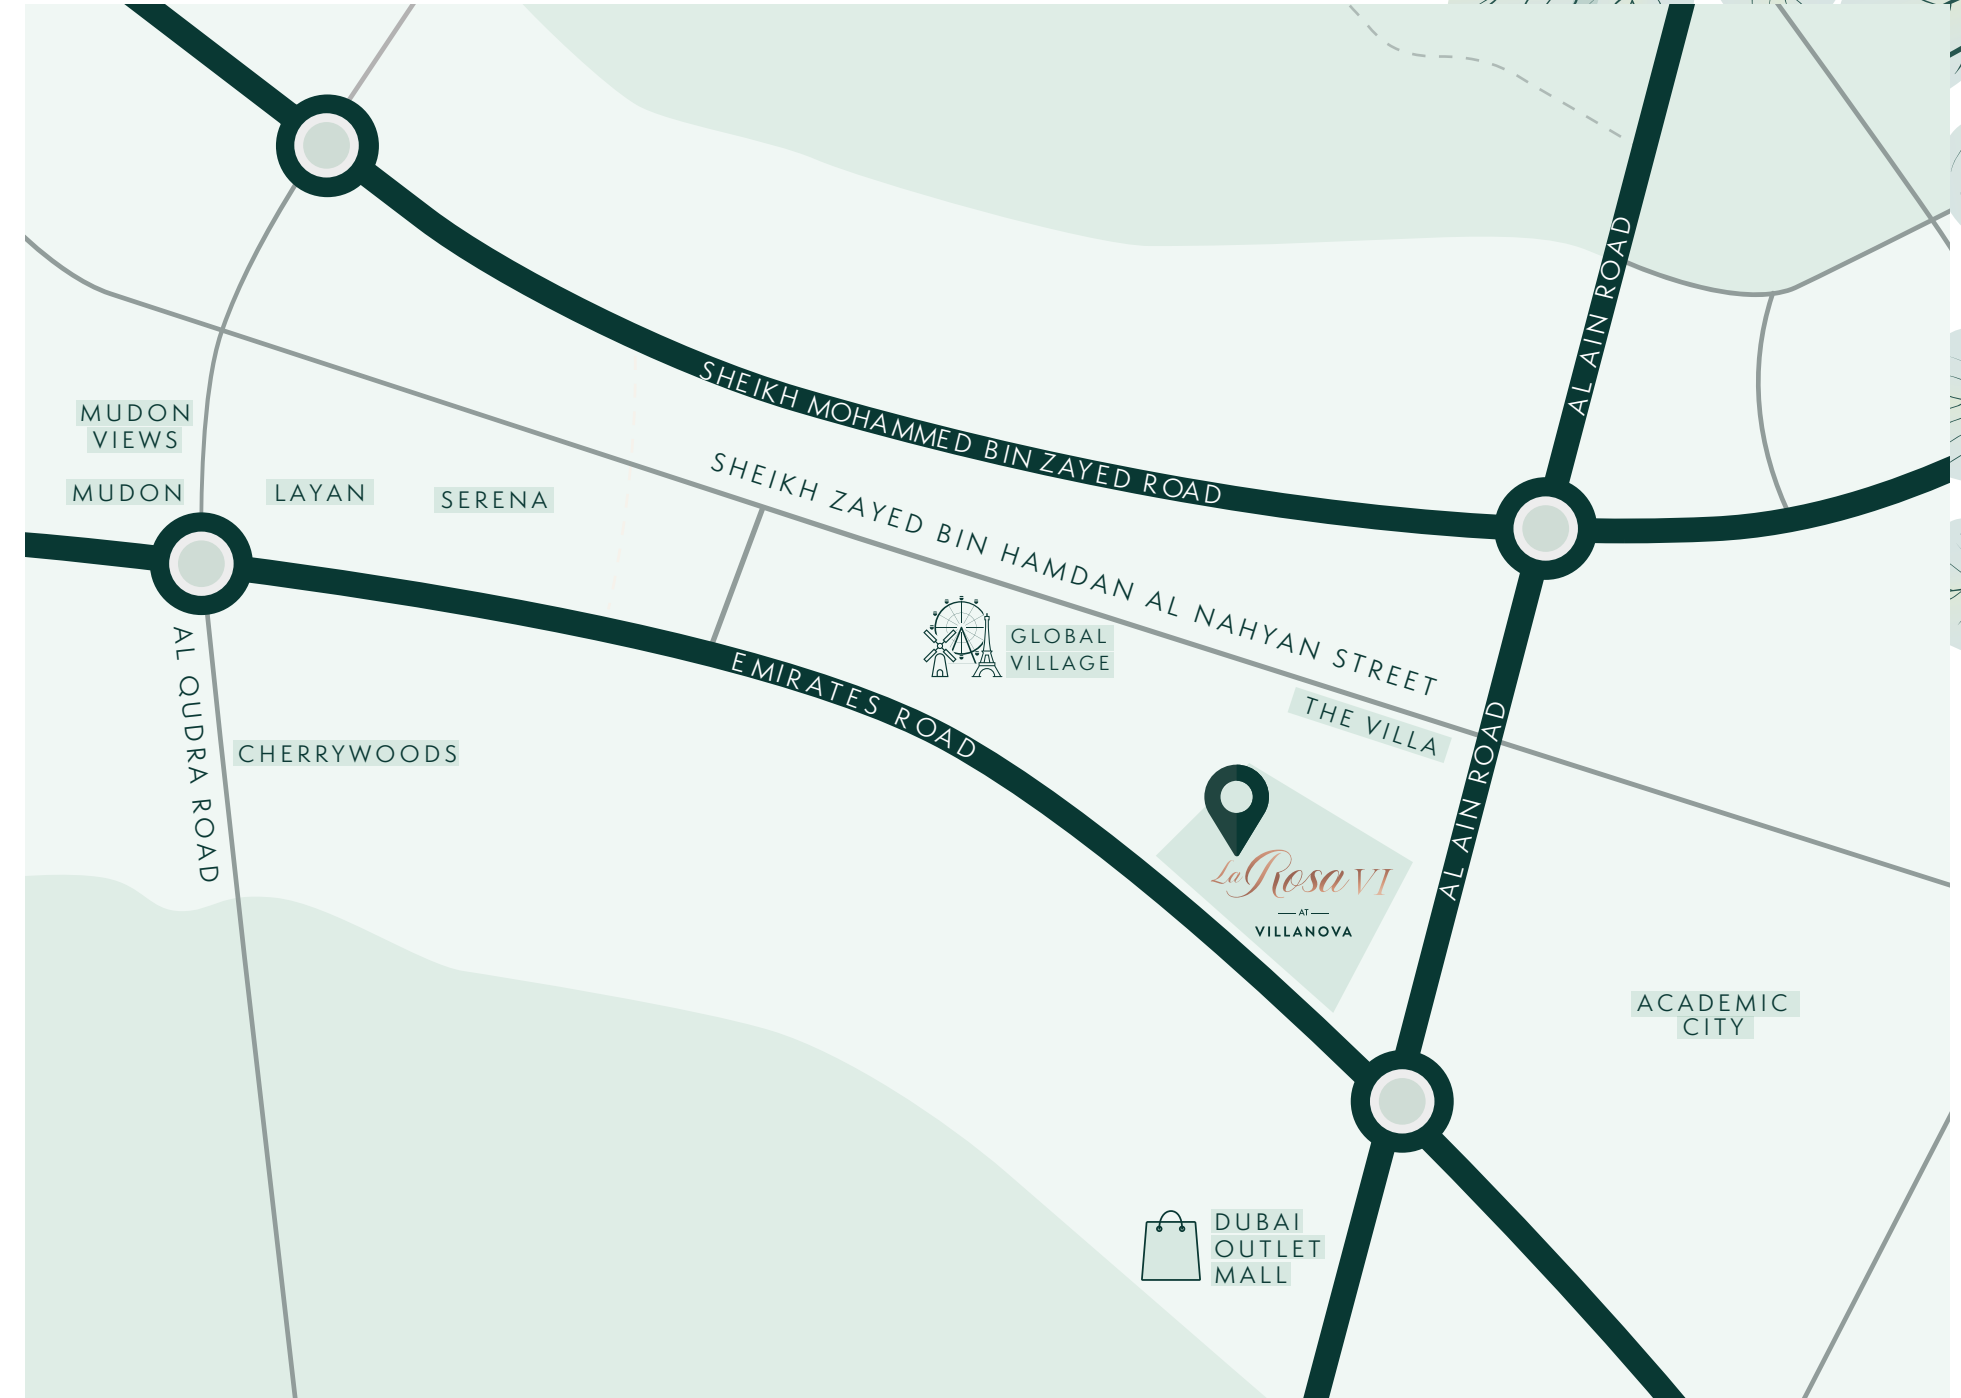 AL AIN ROAD
SHEIKH MOHAMMED BIN ZAYED ROAD
MUDON
VIEWS
MUDON
LAYAN
SERENA
SHEIKH ZAYED BIN HAMDAN AL NAHYAN STREET
GLOBAL
VILLAGE
EMIRATES ROAD
THE VILLA
AL AIN ROAD
AL QUDRA ROAD
CHERRYWOODS
La Rosa VI
AT
VILLANOVA
ACADEMIC
CITY
DUBAI
OUTLET
MALL